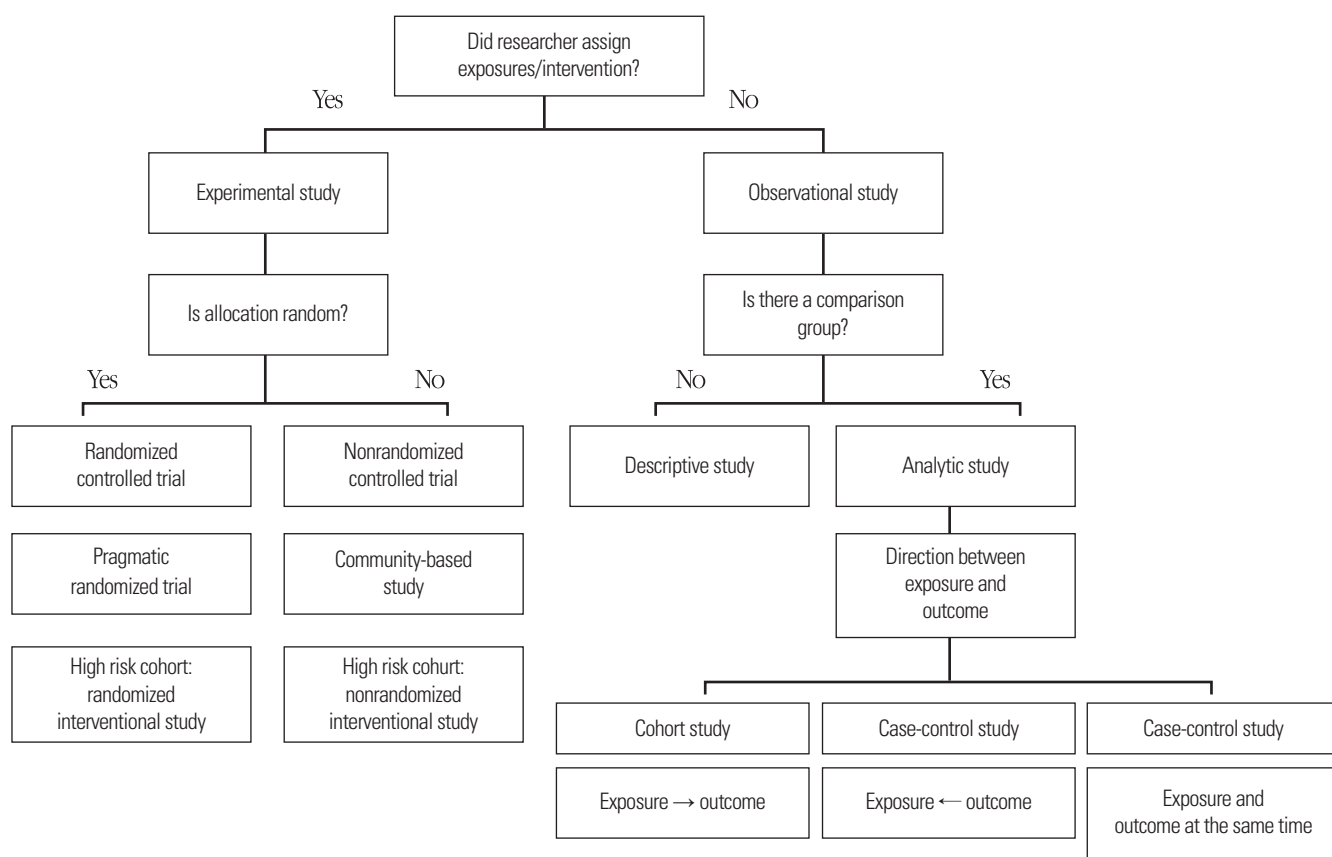 Did researcher assign
exposures/intervention?
Yes
No
Experimental study
Observational study
Is allocation random?
Is there a comparison
group?
Yes
No
No
Yes
Randomized
controlled trial
Nonrandomized
controlled trial
Descriptive study
Analytic study
Pragmatic
randomized trial
Community-based
study
Direction between
exposure and
outcome
High risk cohort:
randomized
interventional study
High risk cohurt:
nonrandomized
interventional study
Cohort study
Case-control study
Case-control study
Exposure → outcome
Exposure ← outcome
Exposure and
outcome at the same time